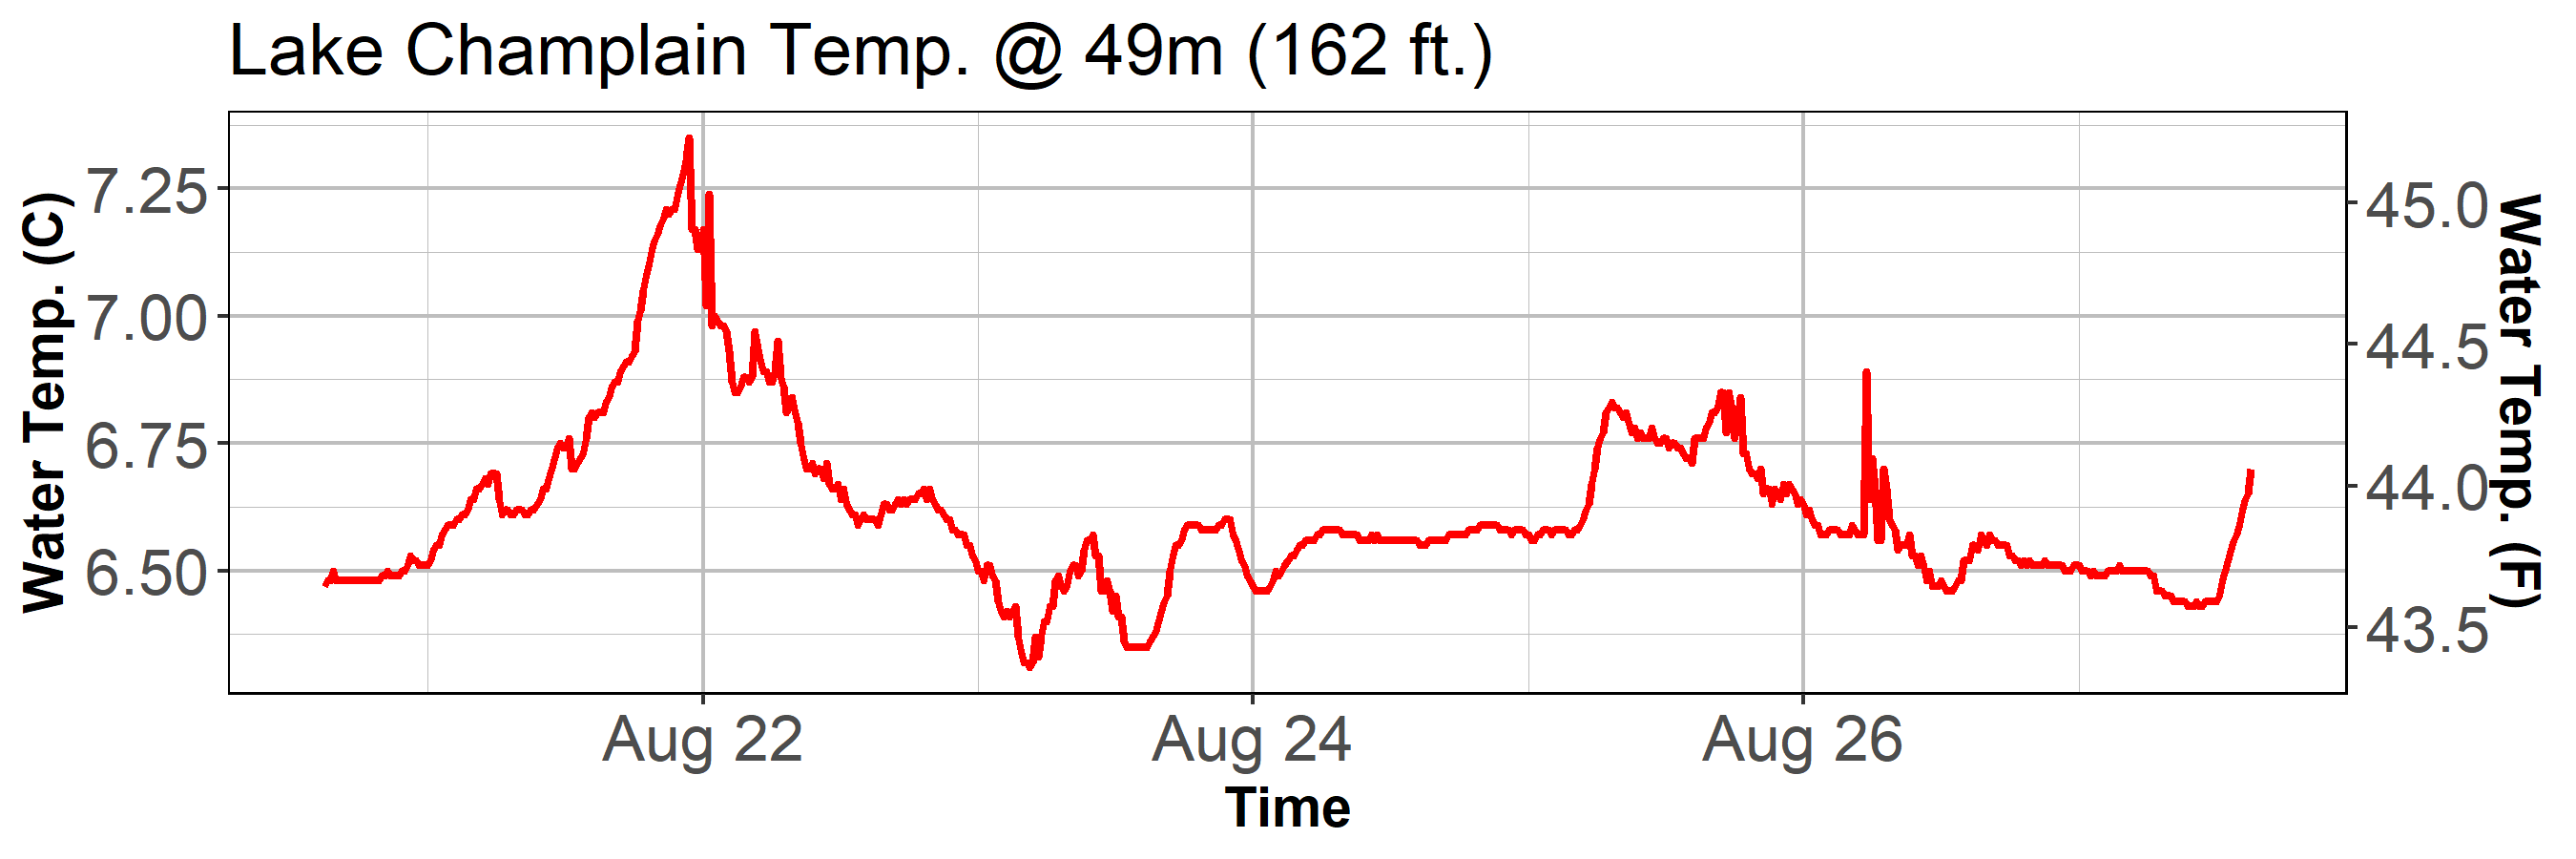 Lake Champlain Temp. @ 49m (162 ft.)
Water Temp. (C)
7.25
7.00
6.75
6.50
45.0
44.5
44.0
43.5
Water Temp. (F)
Aug 22
Aug 24
Aug 26
Time